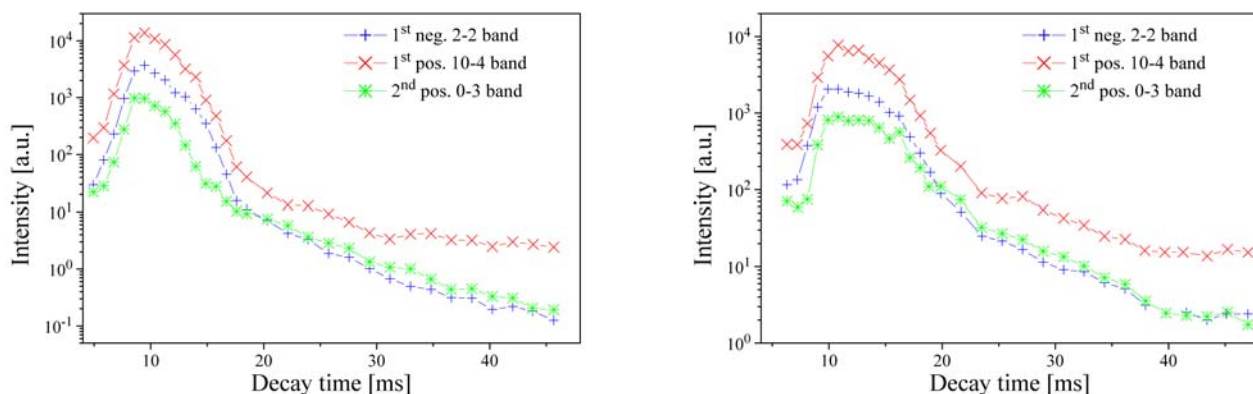 10⁴
10³
10²
10¹
10⁰
10⁻¹
Intensity [a.u.]
1ˢᵗ neg. 2-2 band
1ˢᵗ pos. 10-4 band
2ⁿᵈ pos. 0-3 band
10 20 30 40
Decay time [ms]
10⁴
10³
10²
10¹
10⁰
Intensity [a.u.]
1ˢᵗ neg. 2-2 band
1ˢᵗ pos. 10-4 band
2ⁿᵈ pos. 0-3 band
10 20 30 40
Decay time [ms]